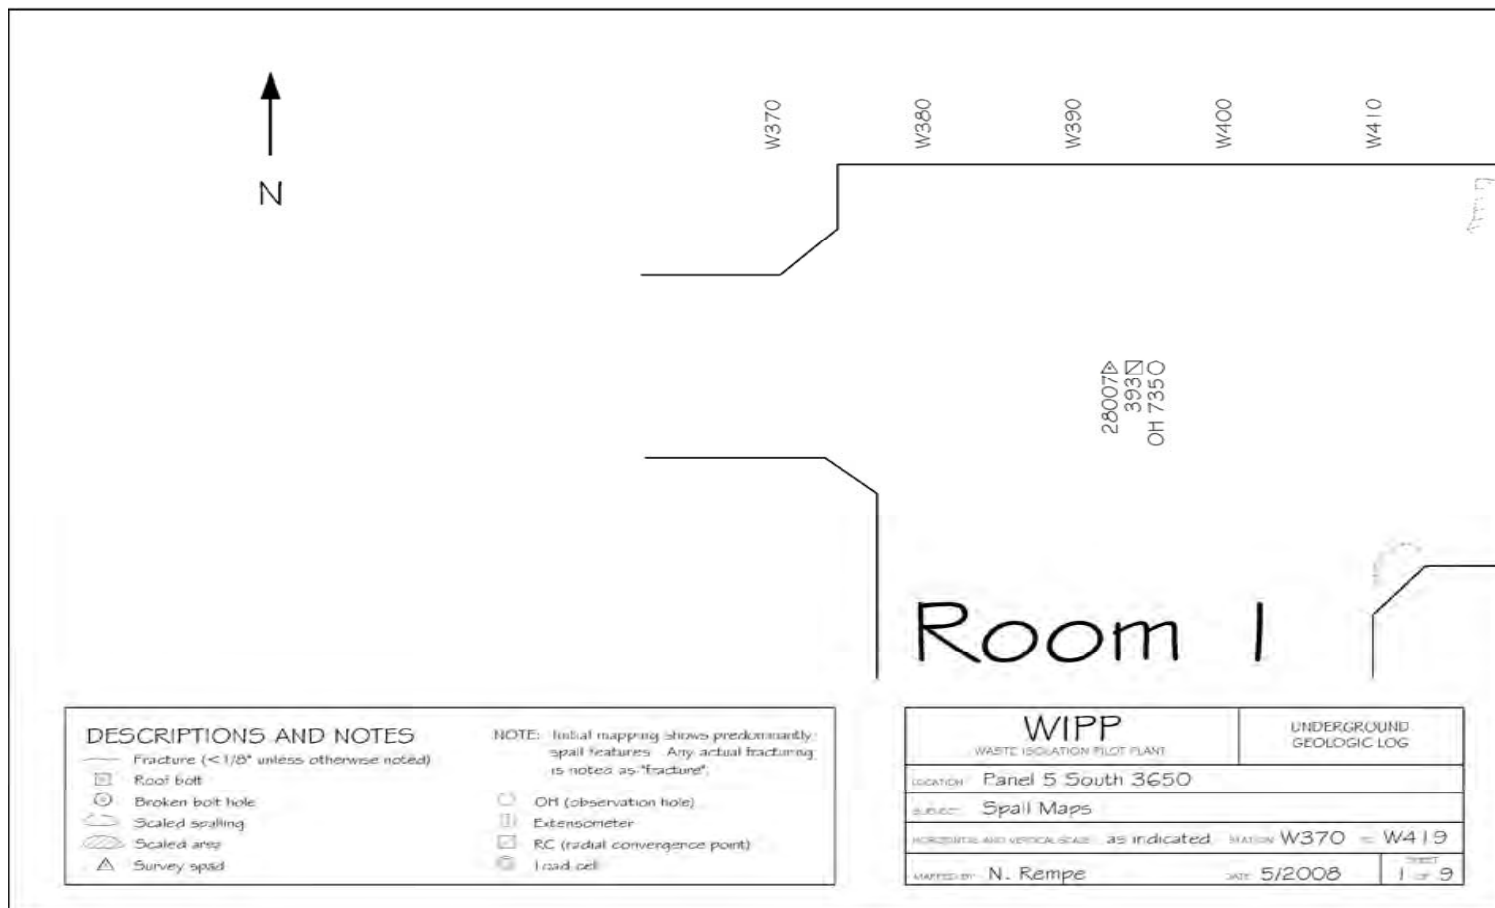 W370
W380
W390
W400
W410
N
28007
393
OH 735
Room 1
DESCRIPTIONS AND NOTES
Fracture (<1/8" unless otherwise noted)
Roof bolt
Broken bolt hole
Scaled spalling
Scaled area
Survey spad
NOTE: Initial mapping shows predominantly
spall features. Any actual fracturing
is noted as "fracture".
OH (observation hole)
Extensometer
RC (radial convergence point)
Load cell
WIPP
WASTE ISOLATION PILOT PLANT
UNDERGROUND
GEOLOGIC LOG
LOCATION: Panel 5 South 3650
SUBJECT: Spall Maps
HORIZONTAL AND VERTICAL SCALE: as indicated STATION W370 TO W419
MAPPED BY: N. Rempe DATE 5/2008
SHEET
1 OF 9